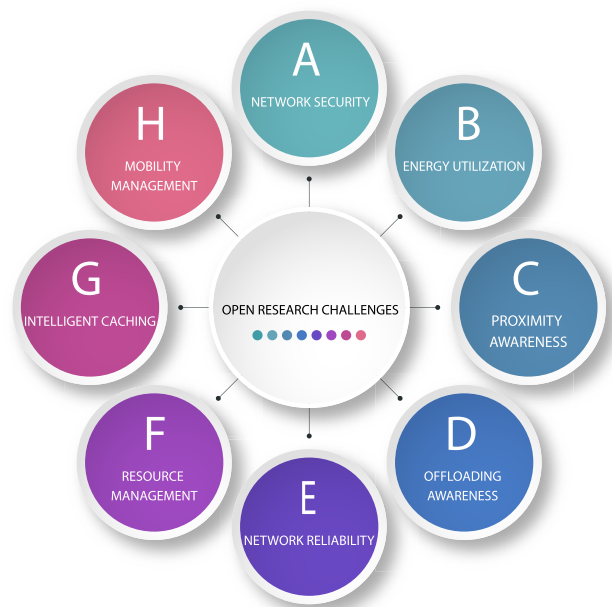 A
NETWORK SECURITY
B
ENERGY UTILIZATION
C
PROXIMITY
AWARENESS
D
OFFLOADING
AWARENESS
E
NETWORK RELIABILITY
F
RESOURCE
MANAGEMENT
G
INTELLIGENT CACHING
H
MOBILITY
MANAGEMENT
OPEN RESEARCH CHALLENGES